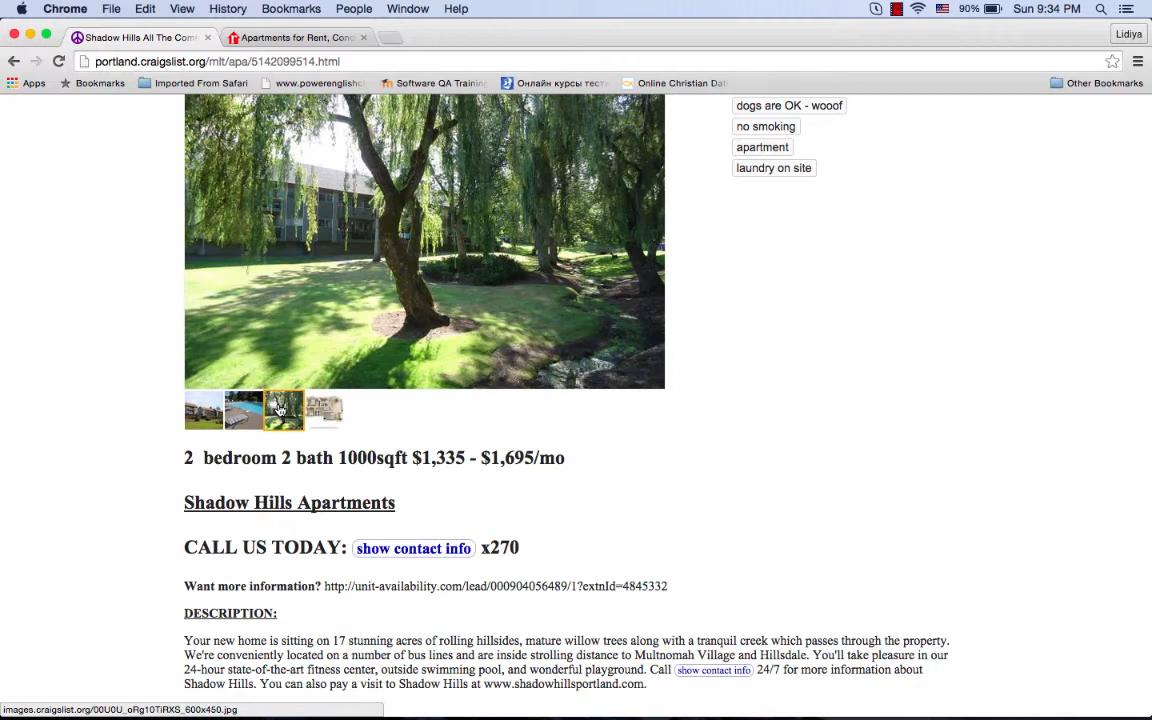 Chrome File Edit View History Bookmarks People Window Help 90% Sun 9:34 PM
Shadow Hills All The Com Apartments for Rent, Con Lidiya
portland.craigslist.org/mlt/apa/5142099514.html
Apps Bookmarks Imported From Safari www.powerenglishc Software QA Training Онлайн курсы тест Online Christian Dat Other Bookmarks
dogs are OK - wooof
no smoking
apartment
laundry on site
2 bedroom 2 bath 1000sqft $1,335 - $1,695/mo
Shadow Hills Apartments
CALL US TODAY: show contact info x270
Want more information? http://unit-availability.com/lead/000904056489/1?extnId=4845332
DESCRIPTION:
Your new home is sitting on 17 stunning acres of rolling hillsides, mature willow trees along with a tranquil creek which passes through the property.
We're conveniently located on a number of bus lines and are inside strolling distance to Multnomah Village and Hillsdale. You'll take pleasure in our
24-hour state-of-the-art fitness center, outside swimming pool, and wonderful playground. Call show contact info 24/7 for more information about
Shadow Hills. You can also pay a visit to Shadow Hills at www.shadowhillsportland.com.
images.craigslist.org/00U0U_oRg10TiRXS_600x450.jpg